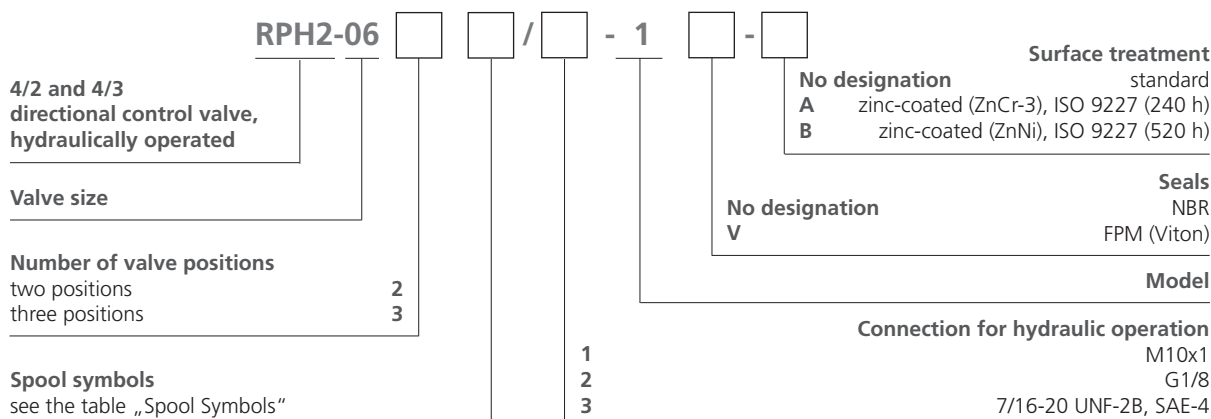 RPH2-06 / - 1 -
4/2 and 4/3
directional control valve,
hydraulically operated
Valve size
Number of valve positions
two positions 2
three positions 3
Spool symbols
see the table „Spool Symbols“
Surface treatment
No designation standard
A zinc-coated (ZnCr-3), ISO 9227 (240 h)
B zinc-coated (ZnNi), ISO 9227 (520 h)
Seals
No designation NBR
V FPM (Viton)
Model
Connection for hydraulic operation
1 M10x1
2 G1/8
3 7/16-20 UNF-2B, SAE-4